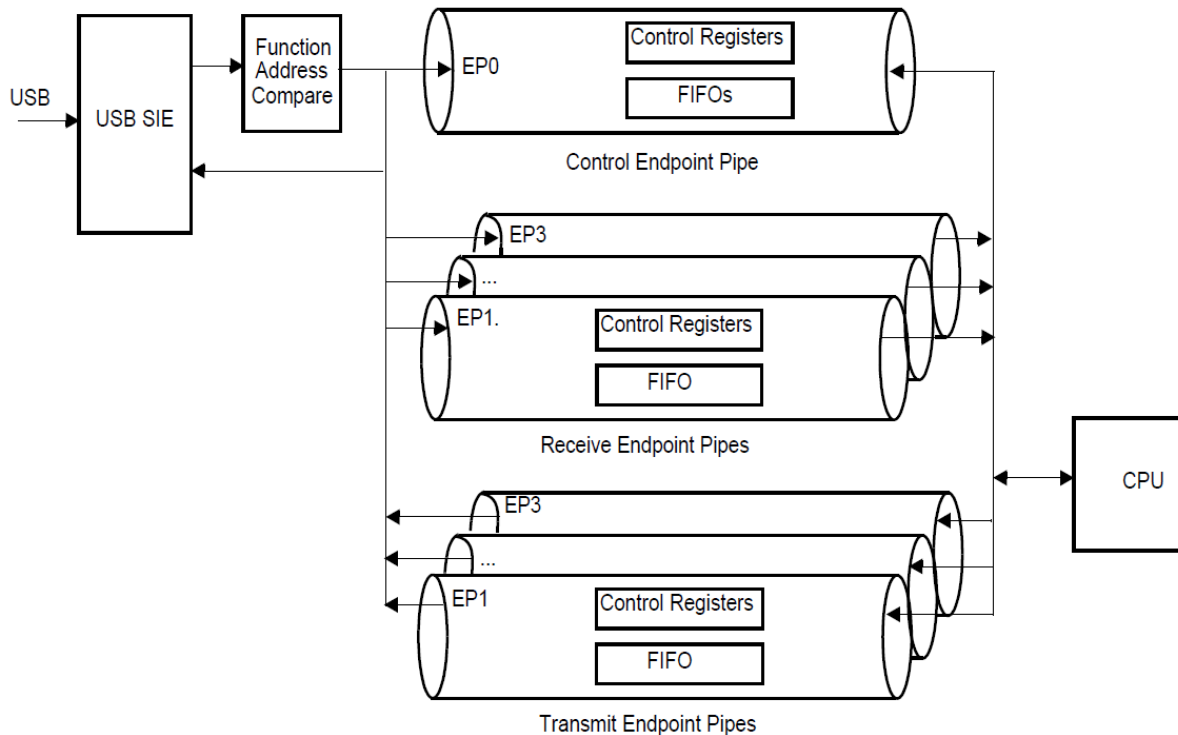 USB
USB SIE
Function
Address
Compare
EP0
Control Registers
FIFOs
Control Endpoint Pipe
EP3
...
EP1.
Control Registers
FIFO
Receive Endpoint Pipes
CPU
EP3
...
EP1
Control Registers
FIFO
Transmit Endpoint Pipes